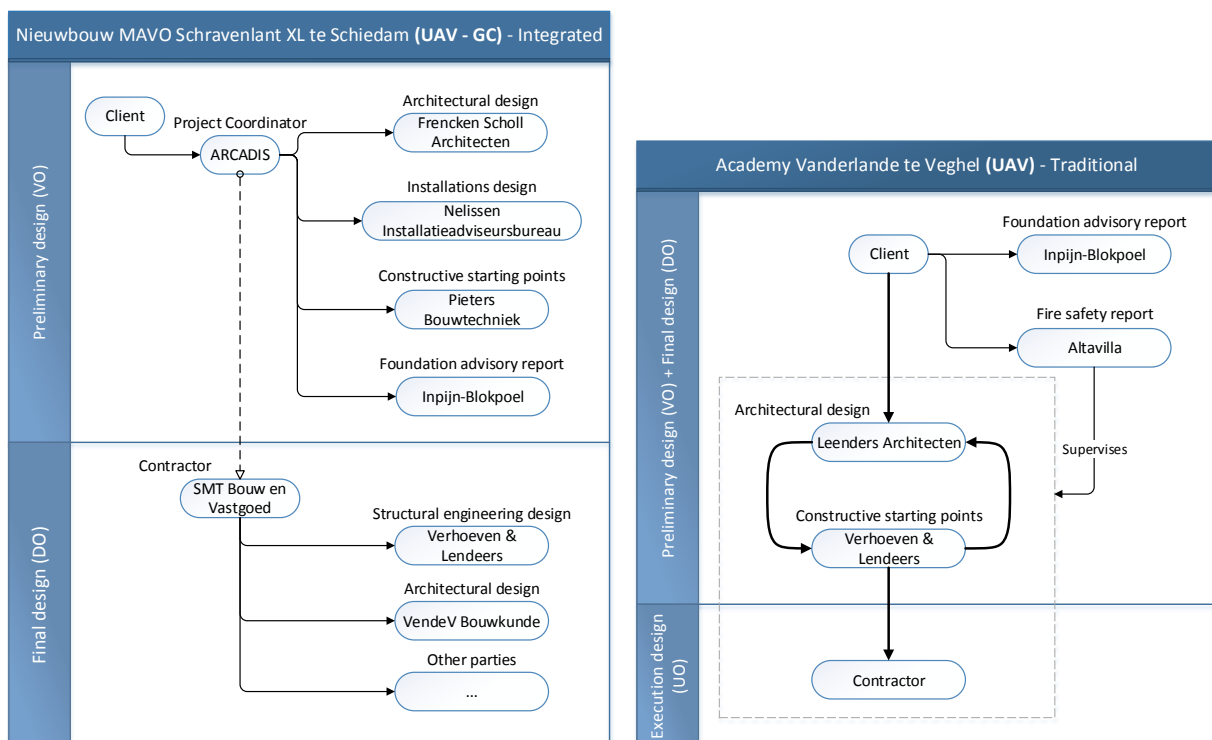 Nieuwbouw MAVO Schravenlant XL te Schiedam (UAV - GC) - Integrated
Preliminary design (VO)
Client
Project Coordinator
ARCADIS
Architectural design
Frencken Scholl
Architecten
Installations design
Nelissen
Installatieadviseursbureau
Constructive starting points
Pieters
Bouwtechniek
Foundation advisory report
Inpijn-Blokpoel
Final design (DO)
Contractor
SMT Bouw en
Vastgoed
Structural engineering design
Verhoeven &
Lendeers
Architectural design
VendeV Bouwkunde
Other parties
...
Academy Vanderlande te Veghel (UAV) - Traditional
Preliminary design (VO) + Final design (DO)
Client
Foundation advisory report
Inpijn-Blokpoel
Fire safety report
Altavilla
Supervises
Architectural design
Leenders Architecten
Constructive starting points
Verhoeven &
Lendeers
Execution design
(UO)
Contractor